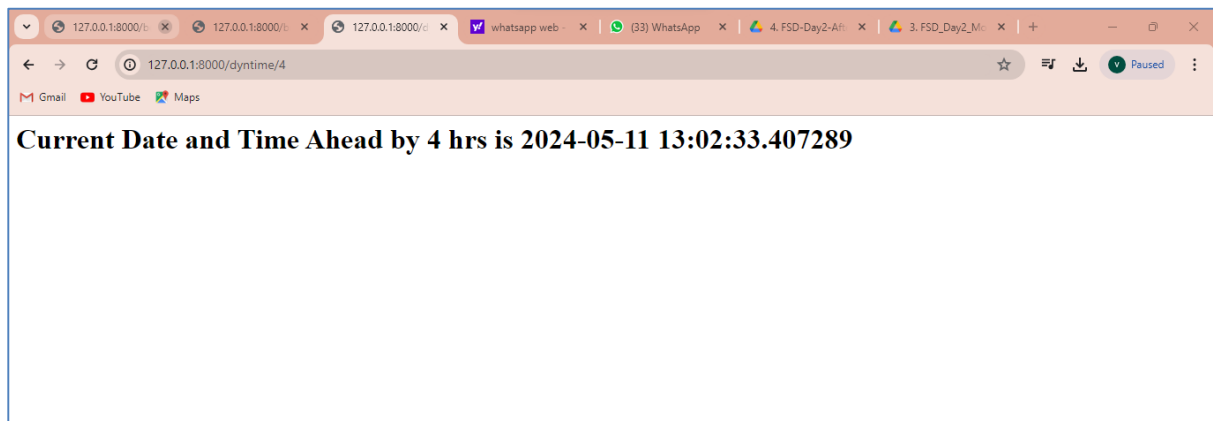 127.0.0.1:8000/b
127.0.0.1:8000/b
127.0.0.1:8000/d
whatsapp web -
(33) WhatsApp
4. FSD-Day2-Aft
3. FSD_Day2_Mo
127.0.0.1:8000/dyntime/4
V Paused
Gmail
YouTube
Maps
Current Date and Time Ahead by 4 hrs is 2024-05-11 13:02:33.407289